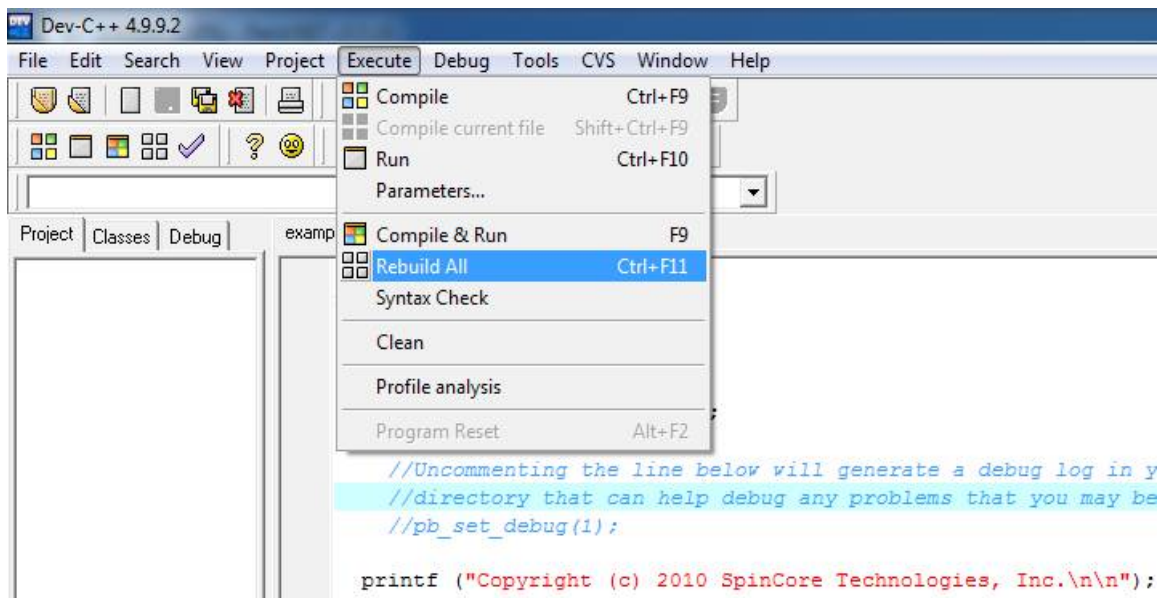 Dev-C++ 4.9.9.2
File Edit Search View Project Execute Debug Tools CVS Window Help
Compile Ctrl+F9
Compile current file Shift+Ctrl+F9
Run Ctrl+F10
Parameters...
Project Classes Debug examp Compile & Run F9
Rebuild All Ctrl+F11
Syntax Check
Clean
Profile analysis
;
Program Reset Alt+F2
//Uncommenting the line below will generate a debug log in y
//directory that can help debug any problems that you may be
//pb_set_debug(1);
printf ("Copyright (c) 2010 SpinCore Technologies, Inc.\n\n");